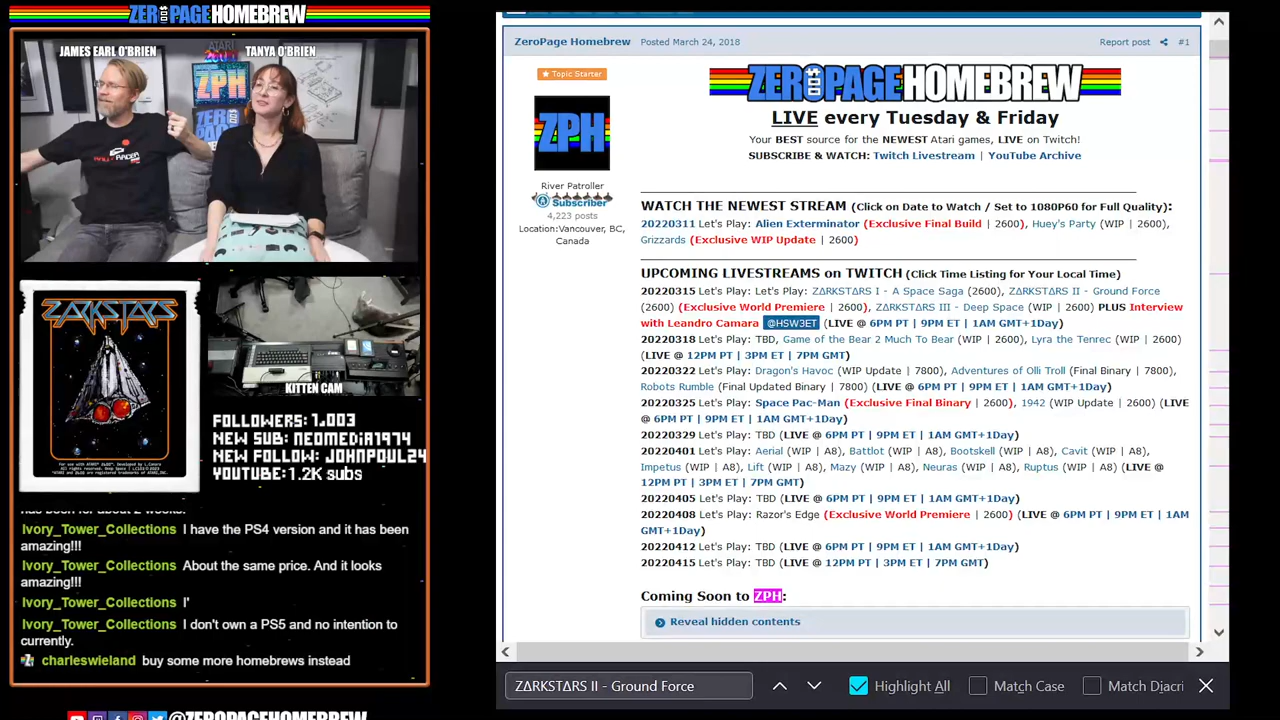 ZEROPAGE HOMEBREW
JAMES EARL O'BRIEN
TANYA O'BRIEN
ATARI
ZPH
ZARKSTARS
KITTEN CAM
FOLLOWERS: 1,003
NEW SUB: NEOMEDIA1974
NEW FOLLOW: JOHNPOUL24
YOUTUBE: 1.2K subs
has been for about 2 weeks.
Ivory_Tower_Collections I have the PS4 version and it has been
amazing!!!
Ivory_Tower_Collections About the same price. And it looks
amazing!!!
Ivory_Tower_Collections I'
Ivory_Tower_Collections I don't own a PS5 and no intention to
currently.
charleswieland buy some more homebrews instead
@ZEROPAGEHOMEBREW
ZeroPage Homebrew Posted March 24, 2018 Report post #1
Topic Starter
ZPH
River Patroller
Subscriber
4,223 posts
Location:Vancouver, BC,
Canada
ZEROPAGEHOMEBREW
LIVE every Tuesday & Friday
Your BEST source for the NEWEST Atari games, LIVE on Twitch!
SUBSCRIBE & WATCH: Twitch Livestream | YouTube Archive
WATCH THE NEWEST STREAM (Click on Date to Watch / Set to 1080P60 for Full Quality):
20220311 Let's Play: Alien Exterminator (Exclusive Final Build | 2600), Huey's Party (WIP | 2600),
Grizzards (Exclusive WIP Update | 2600)
UPCOMING LIVESTREAMS on TWITCH (Click Time Listing for Your Local Time)
20220315 Let's Play: Let's Play: ZΔRKSTΔRS I - A Space Saga (2600), ZΔRKSTΔRS II - Ground Force
(2600) (Exclusive World Premiere | 2600), ZΔRKSTΔRS III - Deep Space (WIP | 2600) PLUS Interview
with Leandro Camara @HSW3ET (LIVE @ 6PM PT | 9PM ET | 1AM GMT+1Day)
20220318 Let's Play: TBD, Game of the Bear 2 Much To Bear (WIP | 2600), Lyra the Tenrec (WIP | 2600)
(LIVE @ 12PM PT | 3PM ET | 7PM GMT)
20220322 Let's Play: Dragon's Havoc (WIP Update | 7800), Adventures of Olli Troll (Final Binary | 7800),
Robots Rumble (Final Updated Binary | 7800) (LIVE @ 6PM PT | 9PM ET | 1AM GMT+1Day)
20220325 Let's Play: Space Pac-Man (Exclusive Final Binary | 2600), 1942 (WIP Update | 2600) (LIVE
@ 6PM PT | 9PM ET | 1AM GMT+1Day)
20220329 Let's Play: TBD (LIVE @ 6PM PT | 9PM ET | 1AM GMT+1Day)
20220401 Let's Play: Aerial (WIP | A8), Battlot (WIP | A8), Bootskell (WIP | A8), Cavit (WIP | A8),
Impetus (WIP | A8), Lift (WIP | A8), Mazy (WIP | A8), Neuras (WIP | A8), Ruptus (WIP | A8) (LIVE @
12PM PT | 3PM ET | 7PM GMT)
20220405 Let's Play: TBD (LIVE @ 6PM PT | 9PM ET | 1AM GMT+1Day)
20220408 Let's Play: Razor's Edge (Exclusive World Premiere | 2600) (LIVE @ 6PM PT | 9PM ET | 1AM
GMT+1Day)
20220412 Let's Play: TBD (LIVE @ 6PM PT | 9PM ET | 1AM GMT+1Day)
20220415 Let's Play: TBD (LIVE @ 12PM PT | 3PM ET | 7PM GMT)
Coming Soon to ZPH:
Reveal hidden contents
ZΔRKSTΔRS II - Ground Force Highlight All Match Case Match Diacri